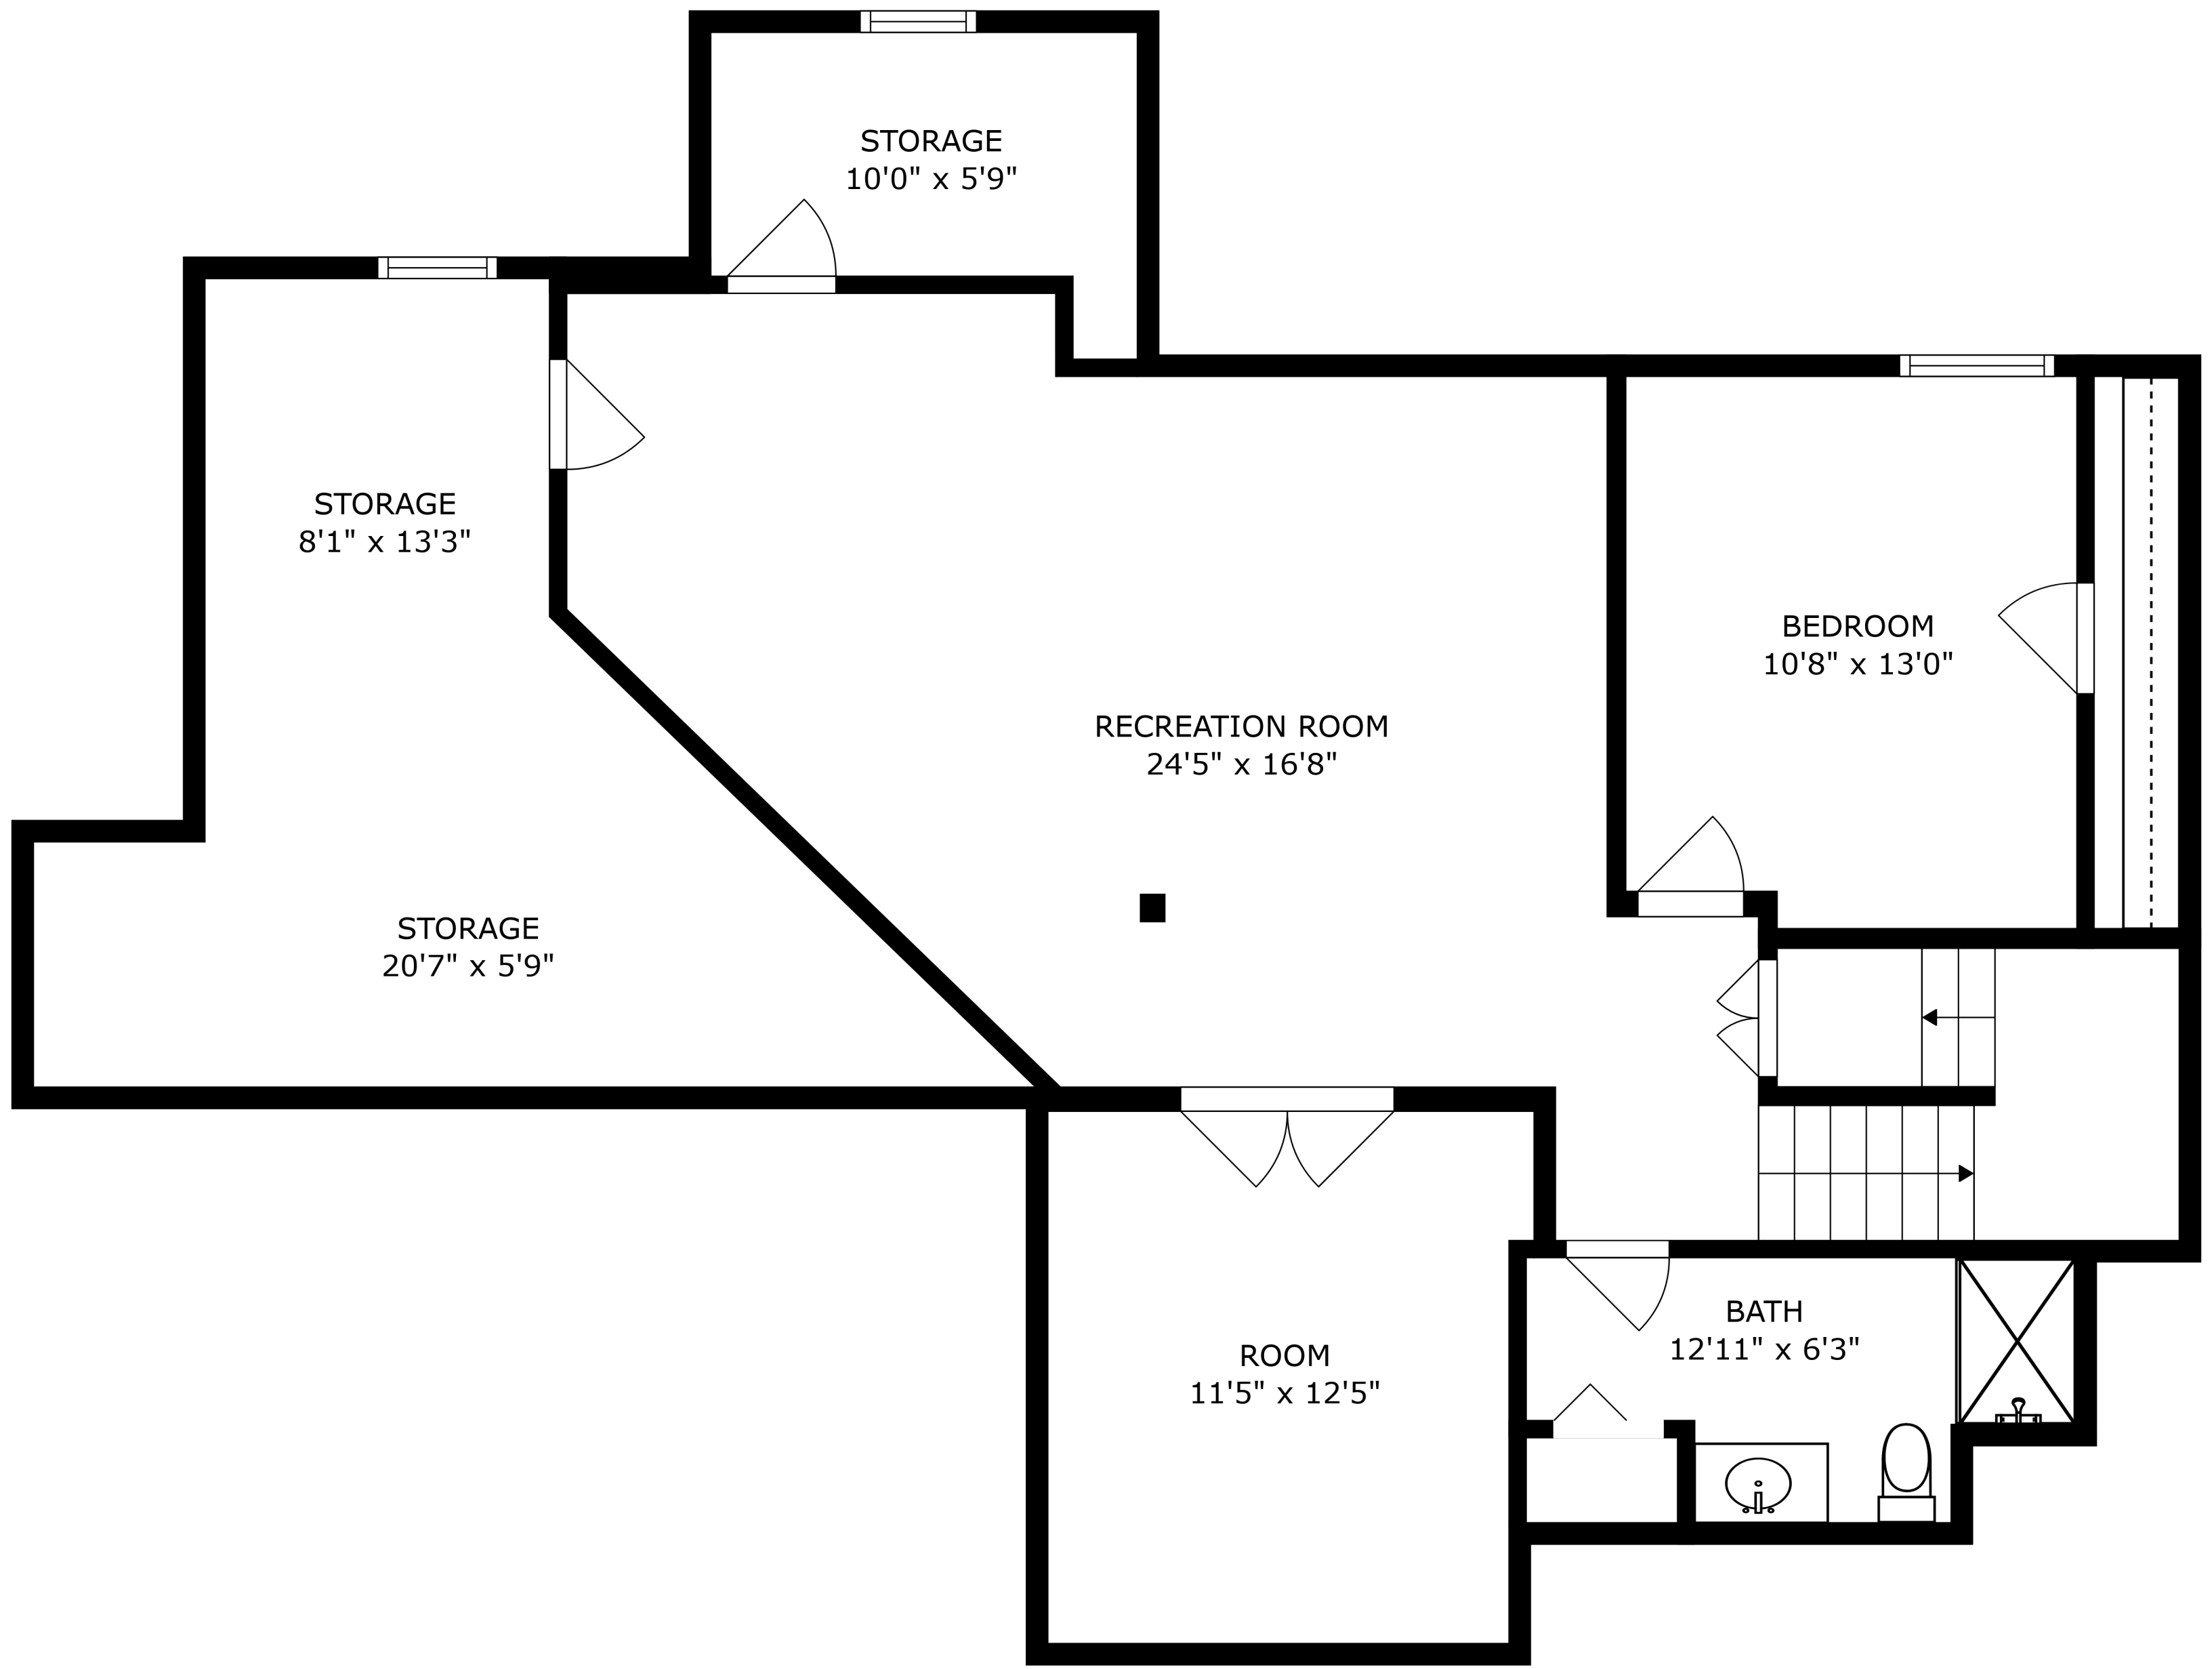 STORAGE
10'0" x 5'9"
STORAGE
8'1" x 13'3"
BEDROOM
10'8" x 13'0"
RECREATION ROOM
24'5" x 16'8"
STORAGE
20'7" x 5'9"
BATH
12'11" x 6'3"
ROOM
11'5" x 12'5"